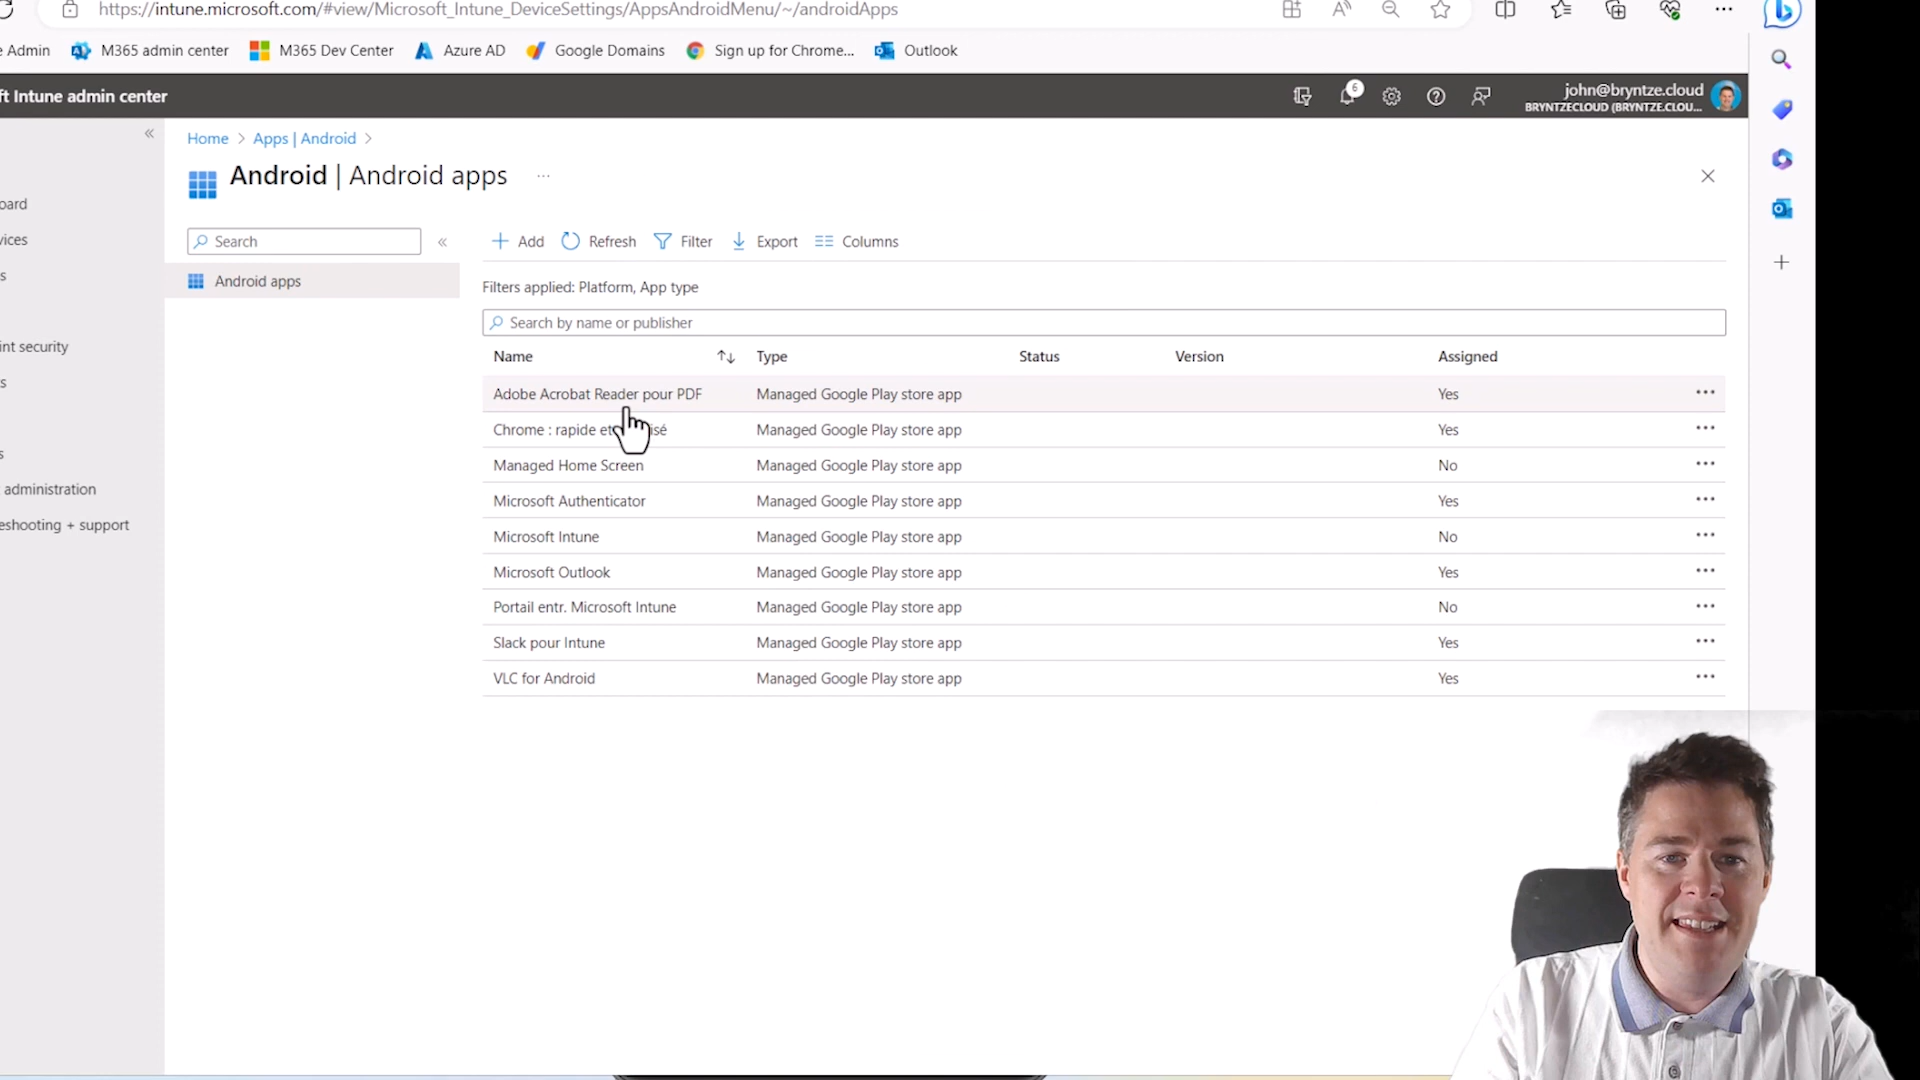 https://intune.microsoft.com/#view/Microsoft_Intune_DeviceSettings/AppsAndroidMenu/~/androidApps
Admin M365 admin center M365 Dev Center Azure AD Google Domains Sign up for Chrome... Outlook
Intune admin center
6
john@bryntze.cloud
BRYNTZECLOUD (BRYNTZE.CLOU...
Home > Apps | Android >
Android | Android apps ...
Search
Add Refresh Filter Export Columns
Android apps
Filters applied: Platform, App type
Search by name or publisher
Name Type Status Version Assigned
Adobe Acrobat Reader pour PDF Managed Google Play store app Yes
Chrome : rapide Managed Google Play store app Yes
Managed Home Screen Managed Google Play store app No
Microsoft Authenticator Managed Google Play store app Yes
Microsoft Intune Managed Google Play store app No
Microsoft Outlook Managed Google Play store app Yes
Portail entr. Microsoft Intune Managed Google Play store app No
Slack pour Intune Managed Google Play store app Yes
VLC for Android Managed Google Play store app Yes
oard
vices
s
int security
rs
s
administration
eshooting + support